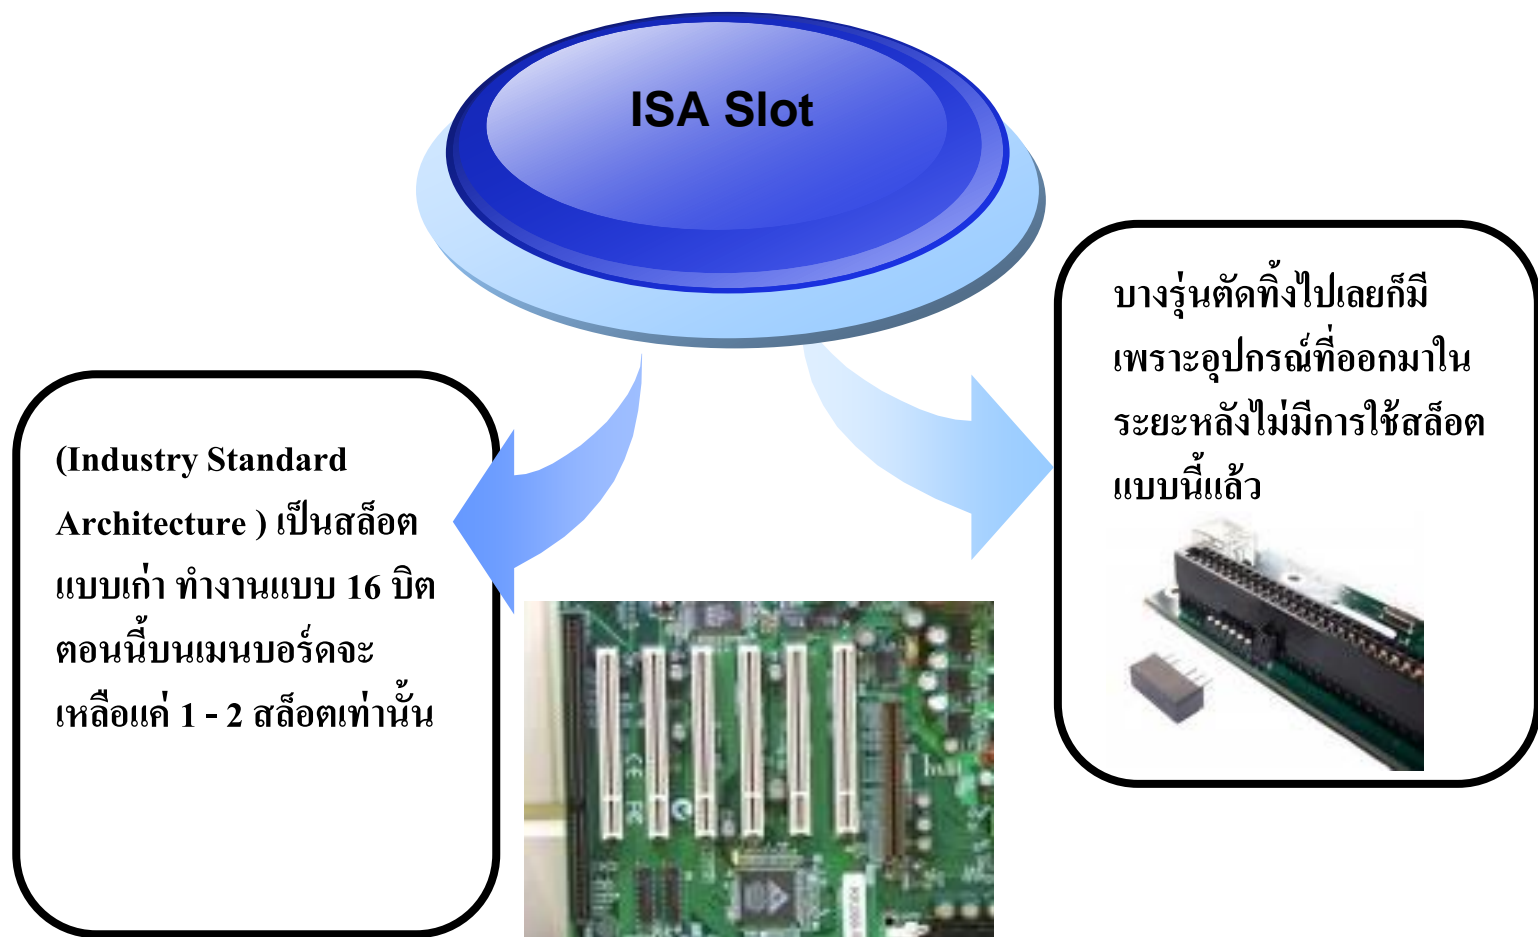 ISA Slot
(Industry Standard
Architecture ) เป็นสล็อต
แบบเก่า ทำงานแบบ 16 บิต
ตอนนี้บนเมนบอร์ดจะ
เหลือแค่ 1 - 2 สล็อตเท่านั้น
บางรุ่นตัดทิ้งไปเลยก็มี
เพราะอุปกรณ์ที่ออกมาใน
ระยะหลังไม่มีการใช้สล็อต
แบบนี้แล้ว